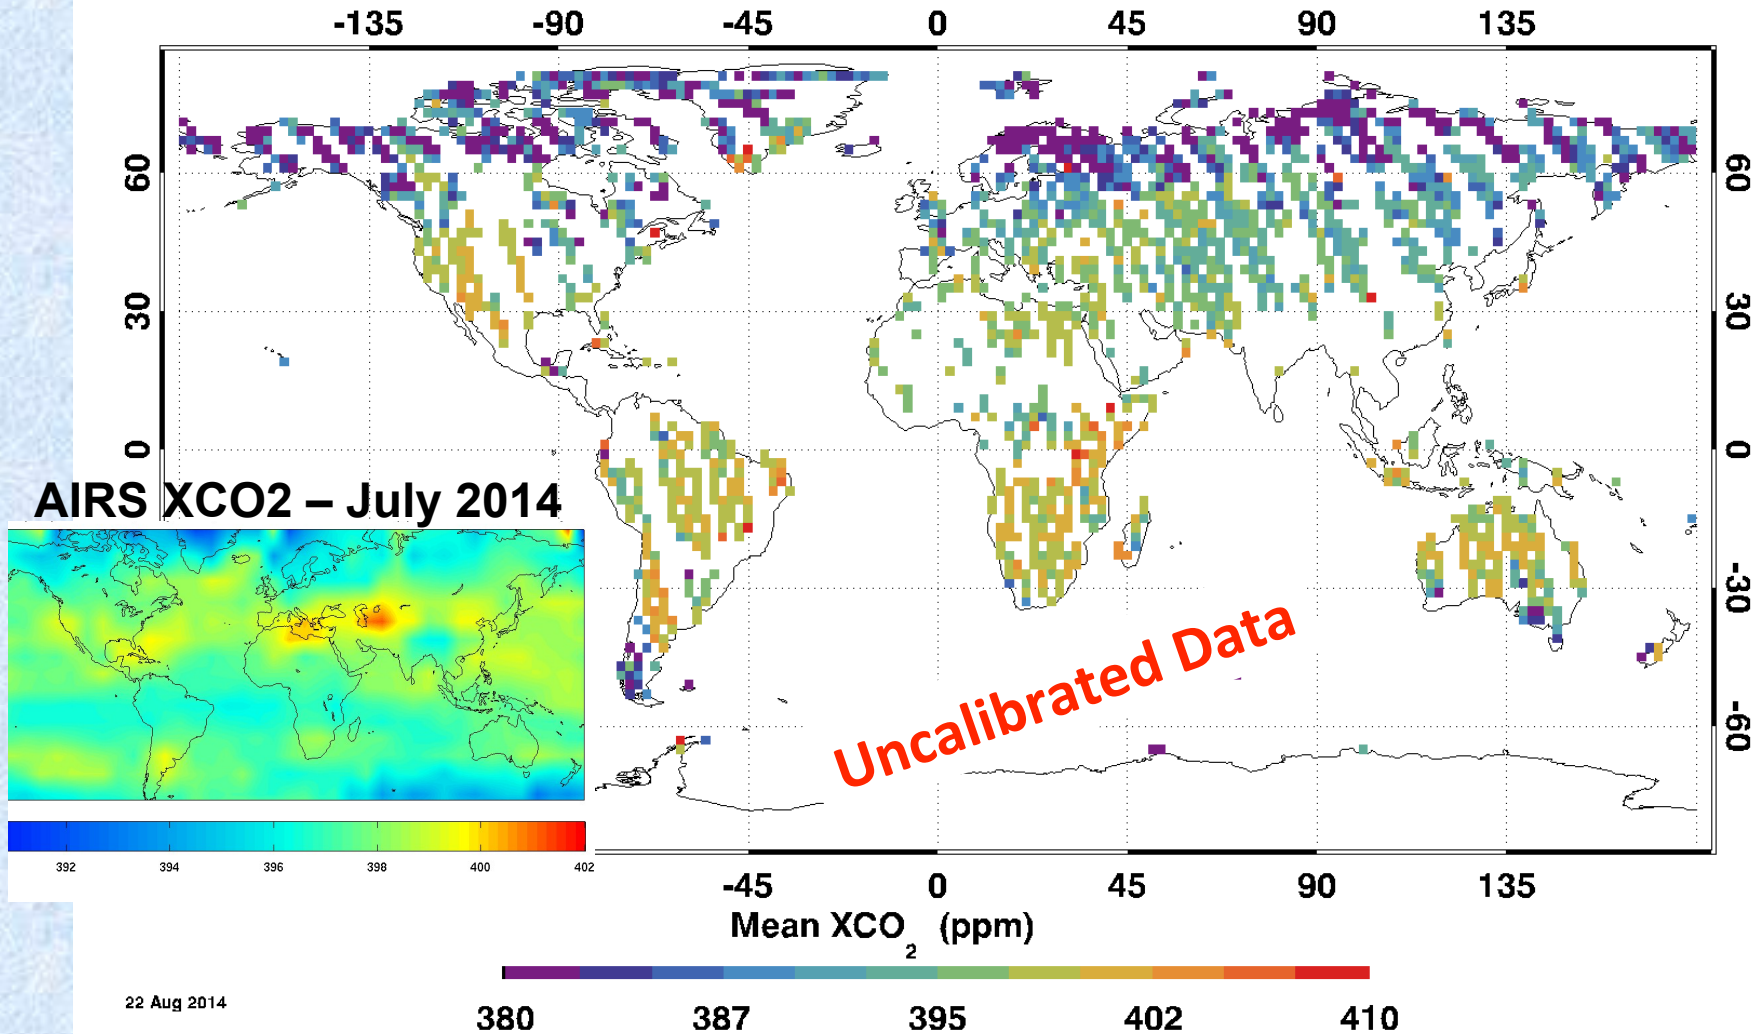 -135 -90 -45 0 45 90 135
60 60
30 30
0 0
-30
-60
AIRS XCO2 – July 2014
Uncalibrated Data
392 394 396 398 400 402
-45 0 45 90 135
Mean XCO2 (ppm)
22 Aug 2014
380 387 395 402 410